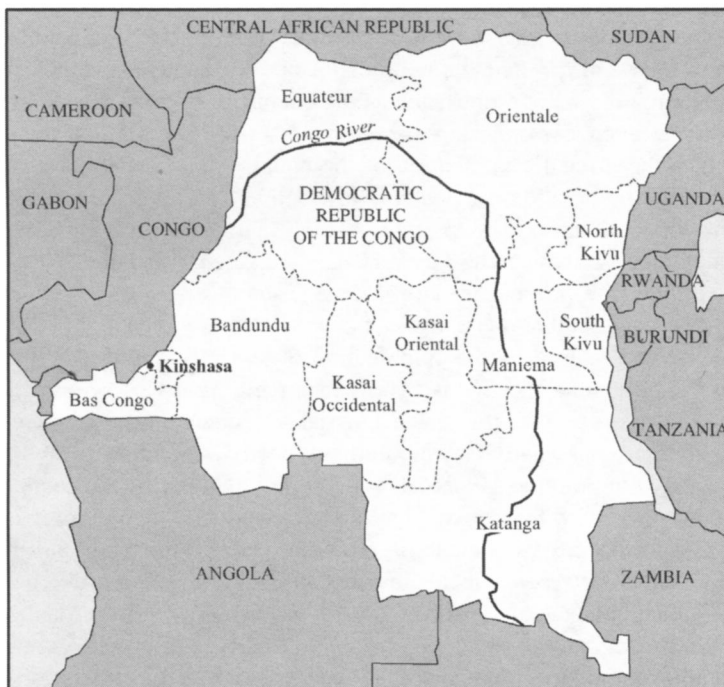 CENTRAL AFRICAN REPUBLIC
SUDAN
CAMEROON
Equateur
Orientale
Congo River
GABON
CONGO
DEMOCRATIC
REPUBLIC
OF THE CONGO
UGANDA
North
Kivu
RWANDA
Bandundu
Kasai
Oriental
South
Kivu
BURUNDI
Kinshasa
Maniema
Kasai
Occidental
Bas Congo
TANZANIA
Katanga
ANGOLA
ZAMBIA